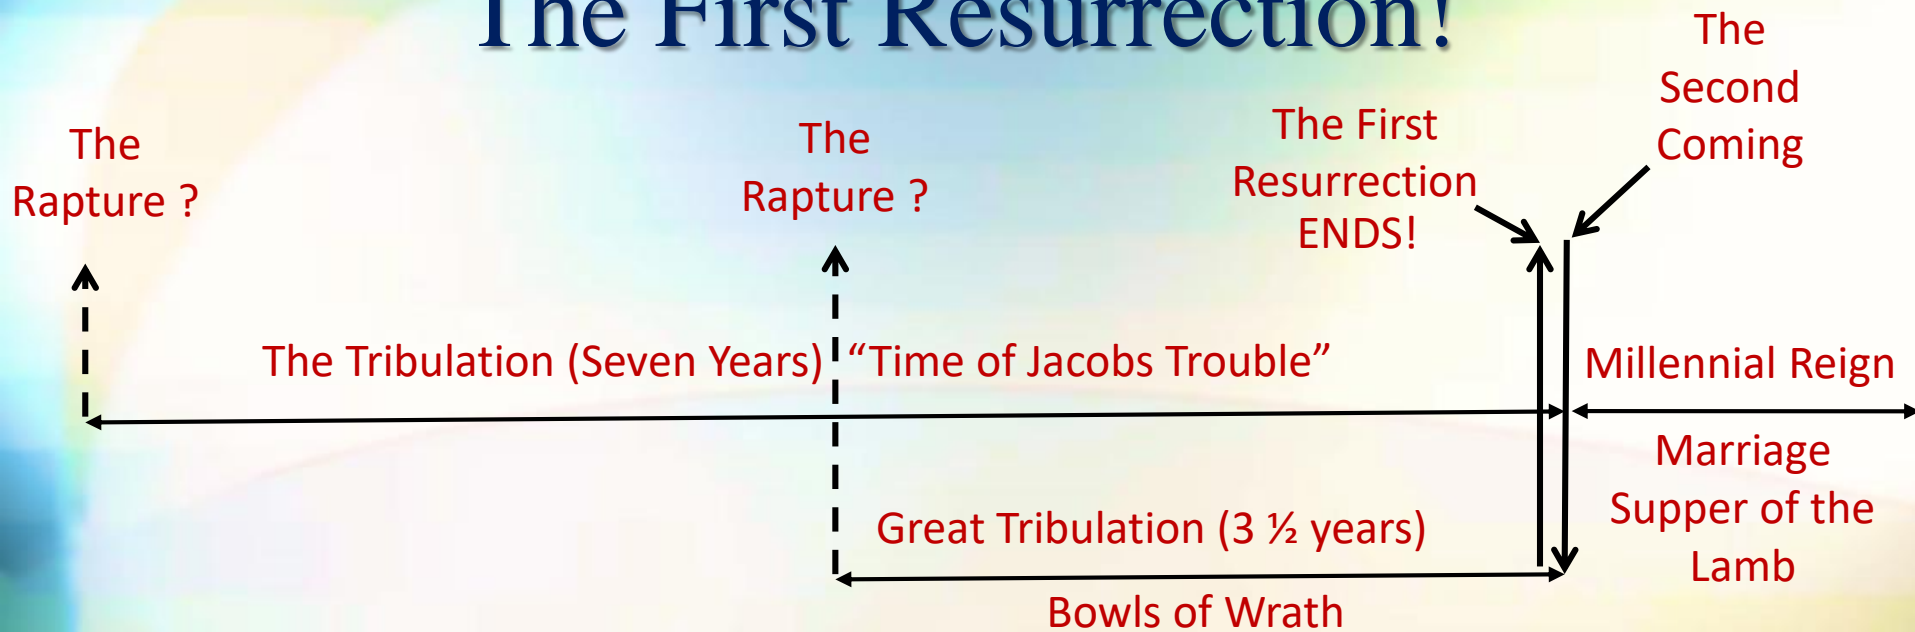 The First Resurrection!
The
Second
Coming
The
Rapture ?
The
Rapture ?
The First
Resurrection
ENDS!
The Tribulation (Seven Years) “Time of Jacobs Trouble”
Millennial Reign
Marriage
Supper of the
Lamb
Great Tribulation (3 ½ years)
Bowls of Wrath